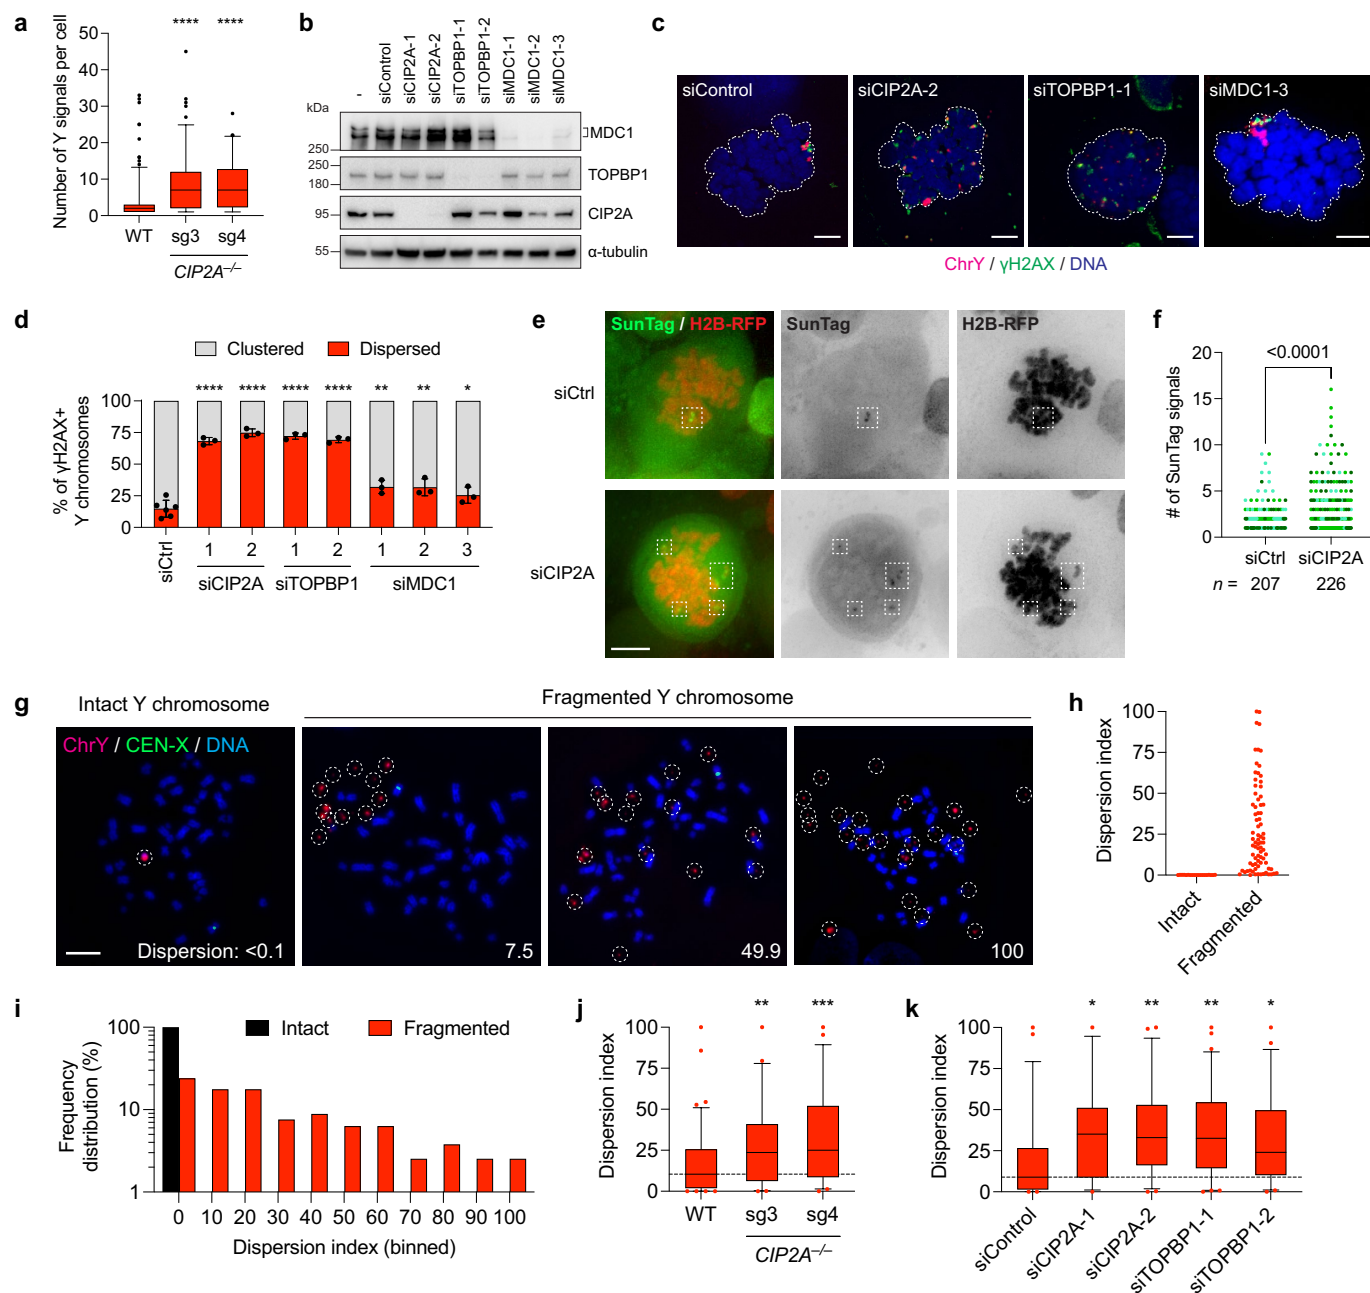 a
Number of Y signals per cell
50
40
30
20
10
0
****
****
WT
sg3
sg4
CIP2A–/–
b
-
siControl
siCIP2A-1
siCIP2A-2
siTOPBP1-1
siTOPBP1-2
siMDC1-1
siMDC1-2
siMDC1-3
kDa
250
MDC1
250
180
TOPBP1
95
CIP2A
55
α-tubulin
c
siControl
siCIP2A-2
siTOPBP1-1
siMDC1-3
ChrY / γH2AX / DNA
d
Clustered
Dispersed
% of γH2AX+
Y chromosomes
100
75
50
25
0
****
****
****
****
**
**
*
siCtrl
1
2
1
2
1
2
3
siCIP2A
siTOPBP1
siMDC1
e
SunTag / H2B-RFP
SunTag
H2B-RFP
siCtrl
siCIP2A
f
# of SunTag signals
20
15
10
5
0
<0.0001
siCtrl
siCIP2A
n =
207
226
g
Intact Y chromosome
Fragmented Y chromosome
ChrY / CEN-X / DNA
Dispersion: <0.1
7.5
49.9
100
h
Dispersion index
100
75
50
25
0
Intact
Fragmented
i
Frequency
distribution (%)
100
10
1
Intact
Fragmented
0
10
20
30
40
50
60
70
80
90
100
Dispersion index (binned)
j
Dispersion index
100
75
50
25
0
**
***
WT
sg3
sg4
CIP2A–/–
k
Dispersion index
100
75
50
25
0
*
**
**
*
siControl
siCIP2A-1
siCIP2A-2
siTOPBP1-1
siTOPBP1-2